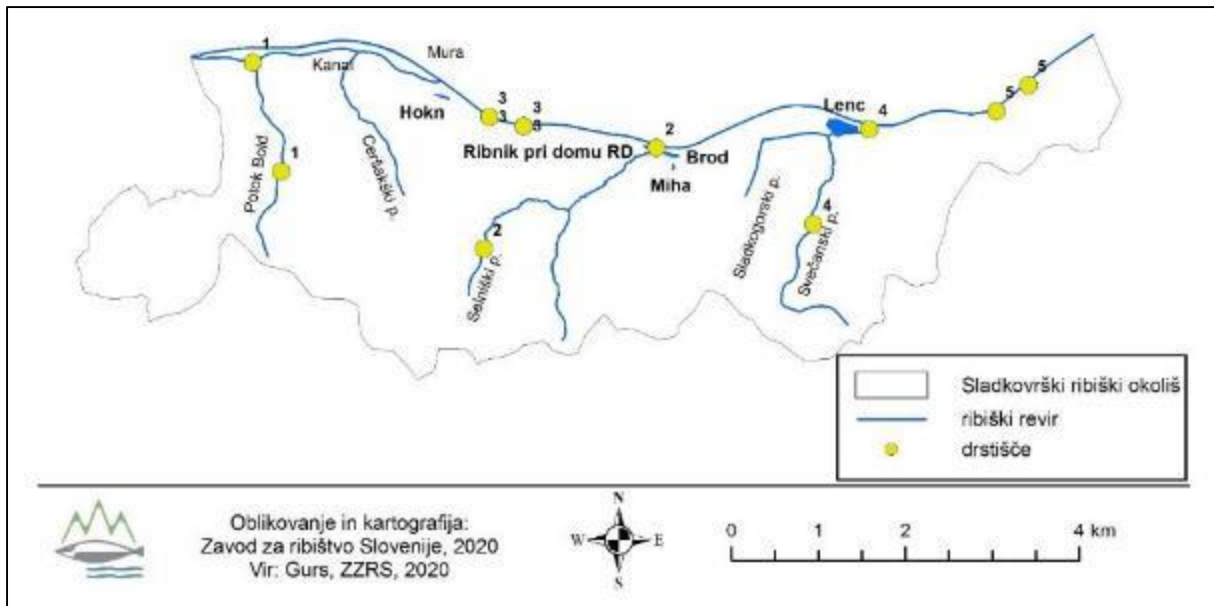 1
Mura
Kanal
Hokn
3
3
3
3
Lenc
4
5
5
Ribnik pri domu RD
2
Brod
Miha
Potok Bold
1
Ceršakški p.
2
Selniški p.
Sladkogorski p.
4
Svečanski p.
Sladkovrški ribiški okoliš
ribiški revir
drstišče
Oblikovanje in kartografija:
Zavod za ribištvo Slovenije, 2020
Vir: Gurs, ZZRS, 2020
N
W E
S
0 1 2 4 km